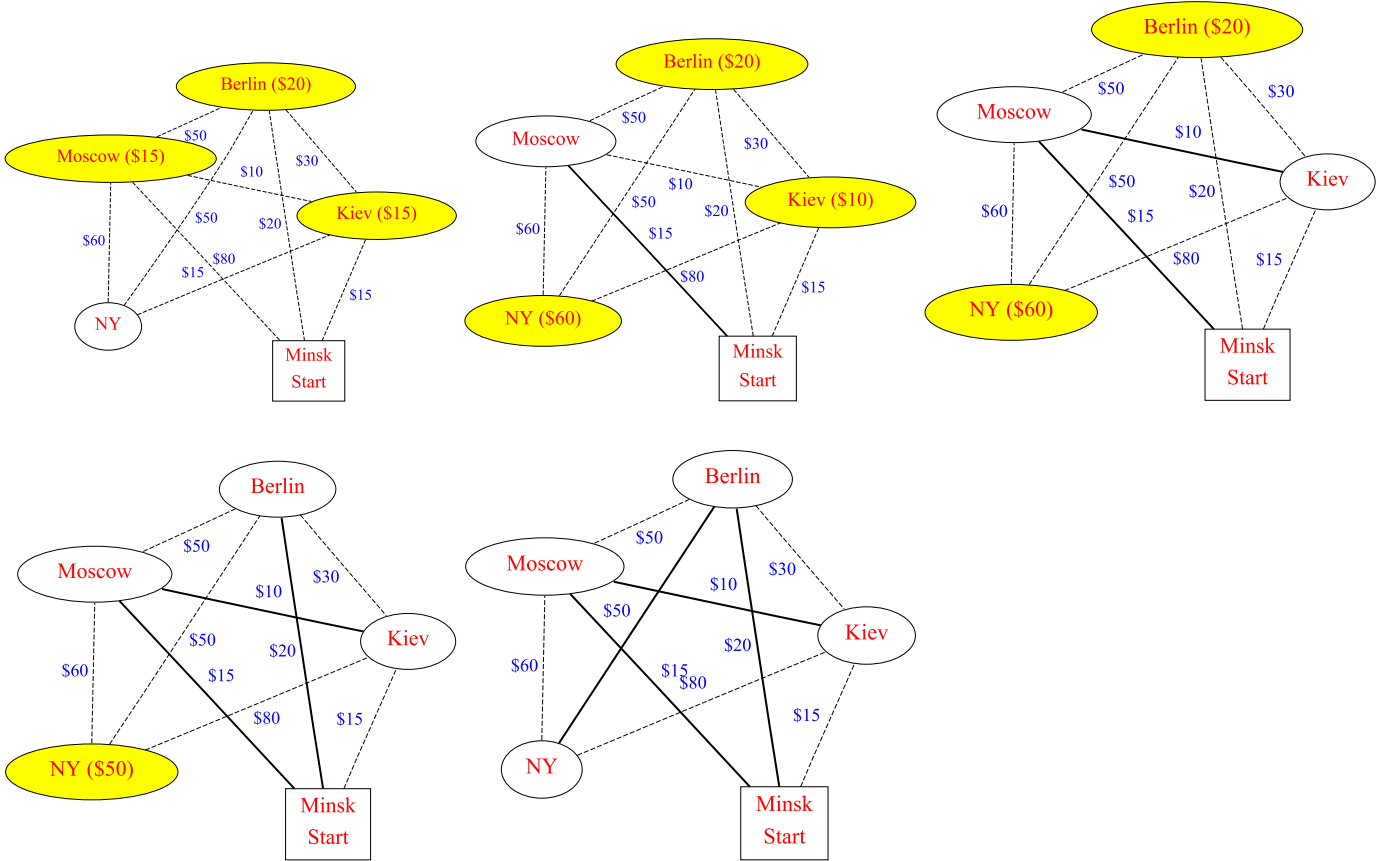 Berlin ($20)
$50
Moscow ($15)
$10
$30
Kiev ($15)
$50
$20
$60
$80
$15
$15
NY
Minsk
Start
Berlin ($20)
$50
Moscow
$30
$10
Kiev ($10)
$50
$20
$60
$15
$80
$15
NY ($60)
Minsk
Start
Berlin ($20)
$50
$30
Moscow
$10
Kiev
$50
$20
$60
$15
$80
$15
NY ($60)
Minsk
Start
Berlin
$50
Moscow
$30
$10
Kiev
$50
$20
$60
$15
$80
$15
NY ($50)
Minsk
Start
Berlin
$50
Moscow
$30
$10
$50
Kiev
$20
$60
$15
$80
$15
NY
Minsk
Start